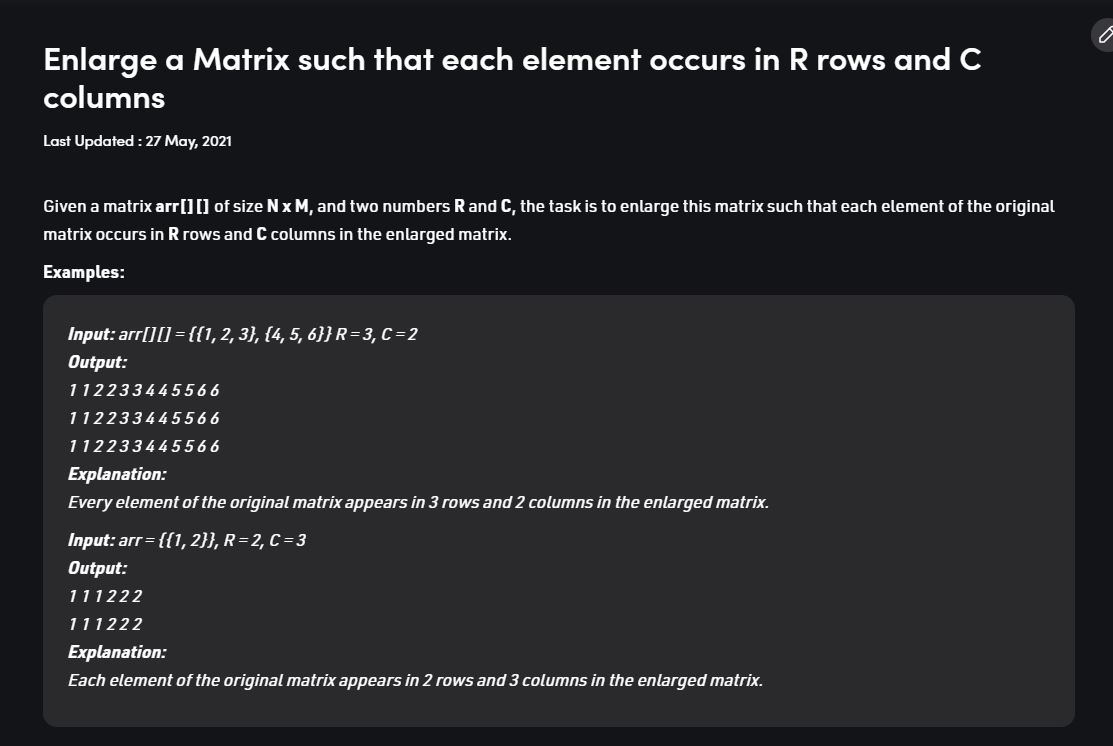 Enlarge a Matrix such that each element occurs in R rows and C
columns
Last Updated : 27 May, 2021
Given a matrix arr[][] of size N x M, and two numbers R and C, the task is to enlarge this matrix such that each element of the original
matrix occurs in R rows and C columns in the enlarged matrix.
Examples:
Input: arr[][] = {{1, 2, 3}, {4, 5, 6}} R = 3, C = 2
Output:
1 1 2 2 3 3 4 4 5 5 6 6
1 1 2 2 3 3 4 4 5 5 6 6
1 1 2 2 3 3 4 4 5 5 6 6
Explanation:
Every element of the original matrix appears in 3 rows and 2 columns in the enlarged matrix.
Input: arr = {{1, 2}}, R = 2, C = 3
Output:
1 1 1 2 2 2
1 1 1 2 2 2
Explanation:
Each element of the original matrix appears in 2 rows and 3 columns in the enlarged matrix.